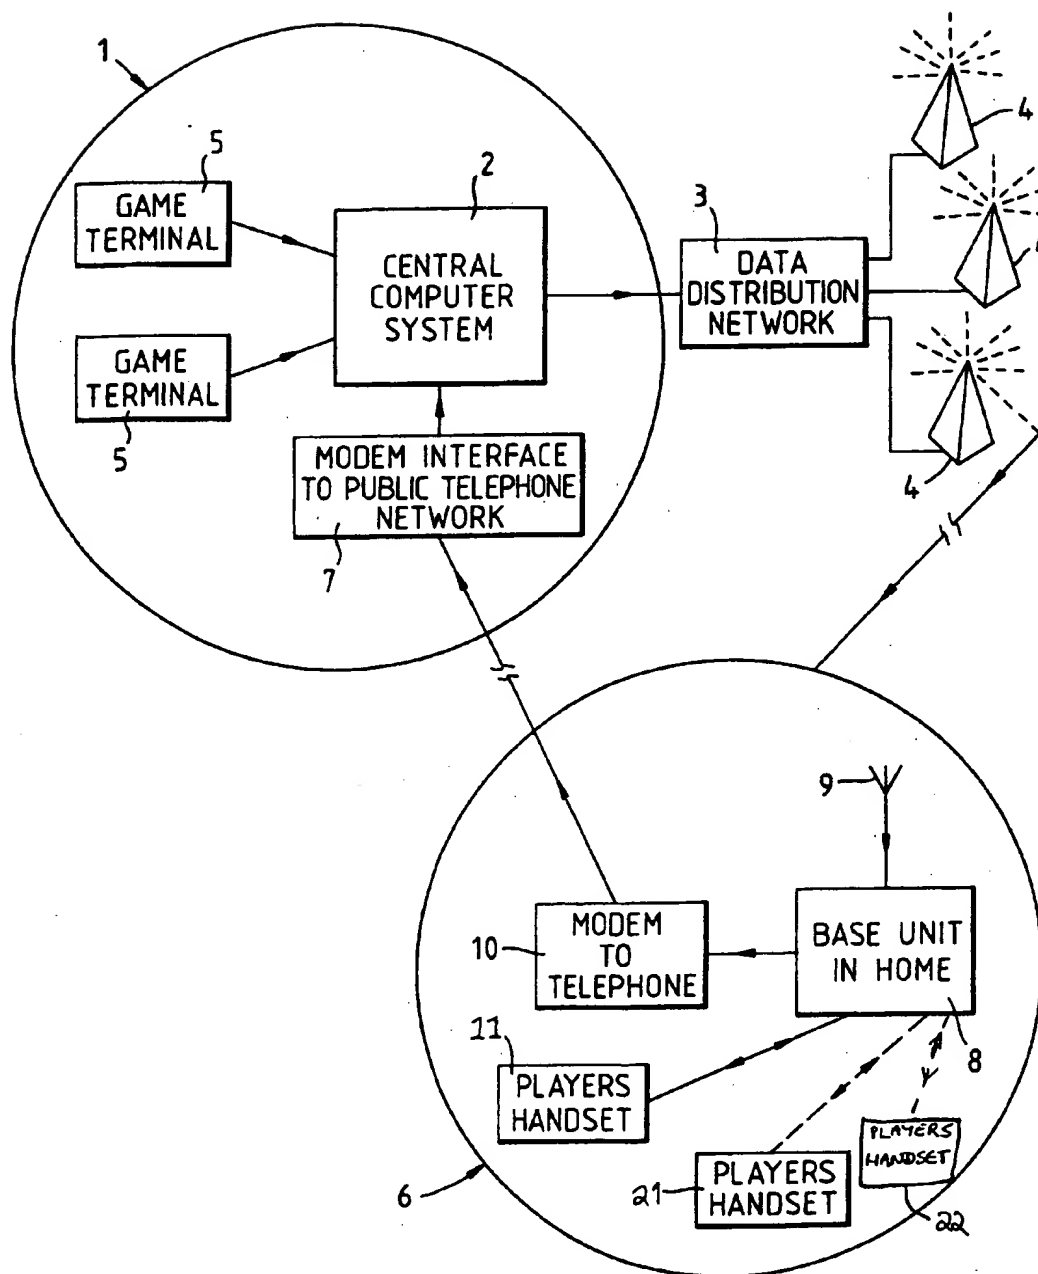 1
5
GAME
TERMINAL
2
CENTRAL
COMPUTER
SYSTEM
GAME
TERMINAL
5
MODEM INTERFACE
TO PUBLIC TELEPHONE
NETWORK
7
3
DATA
DISTRIBUTION
NETWORK
4
4
4
9
10
MODEM
TO
TELEPHONE
BASE UNIT
IN HOME
8
11
PLAYERS
HANDSET
21
PLAYERS
HANDSET
PLAYERS
HANDSET
22
6